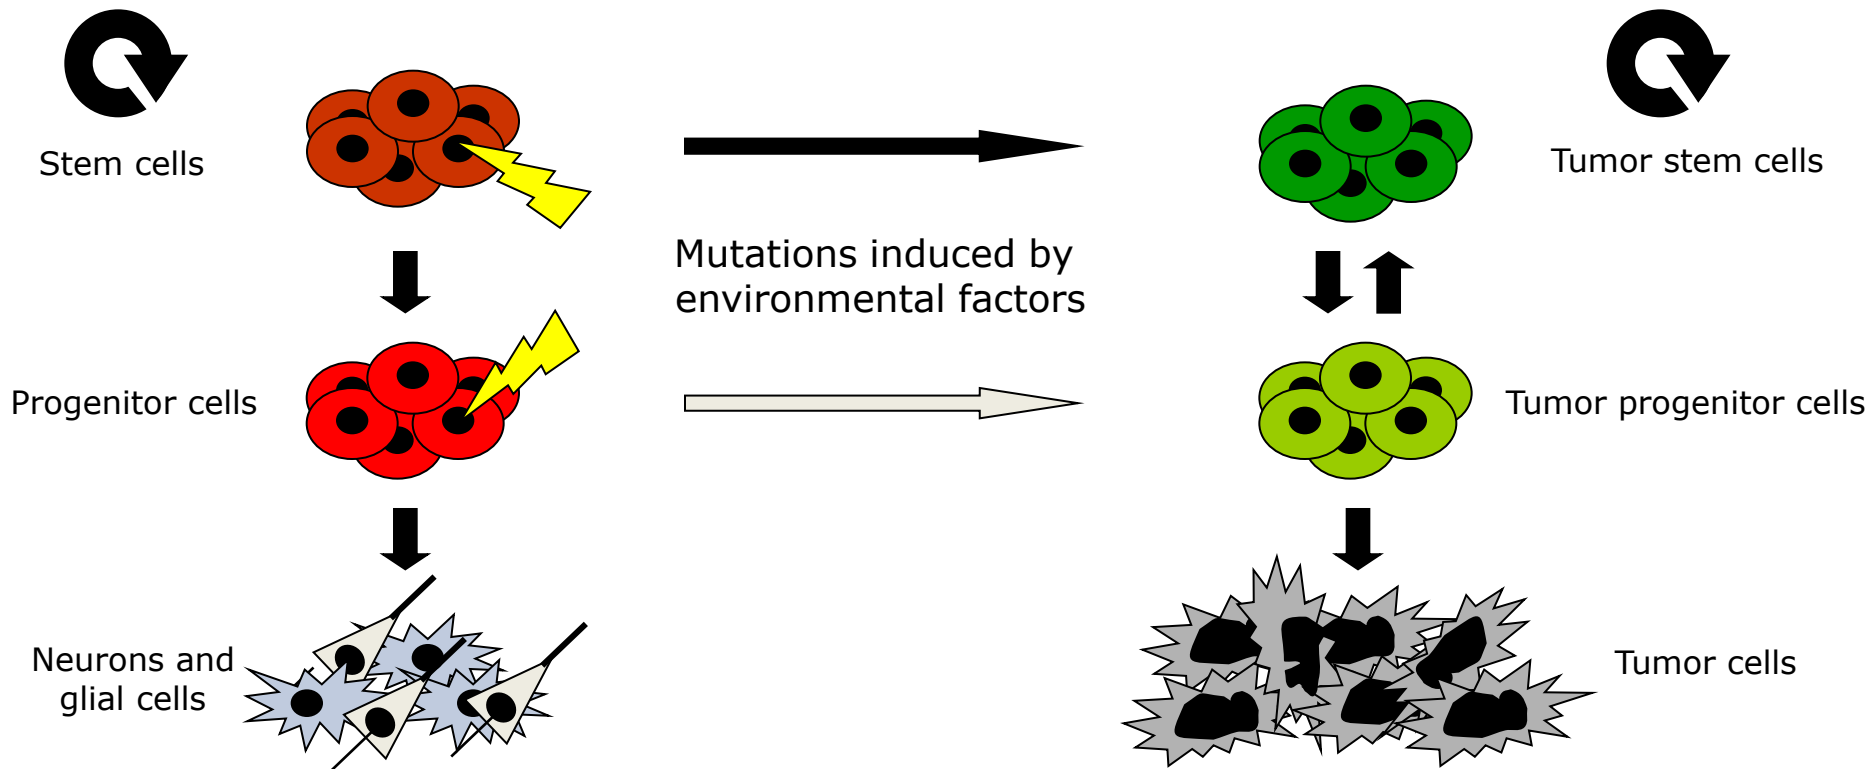 Stem cells
Tumor stem cells
Mutations induced by
environmental factors
Progenitor cells
Tumor progenitor cells
Neurons and
glial cells
Tumor cells